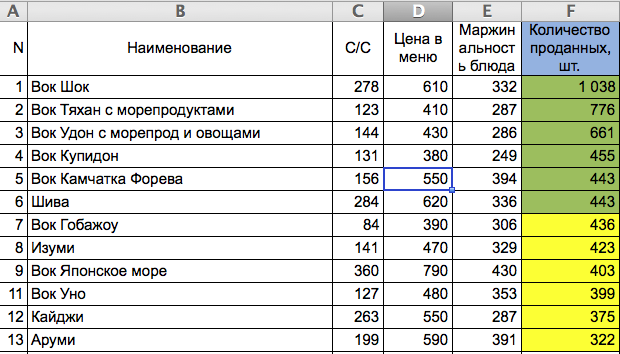 A B C D E F
N Наименование С/С Цена в меню Маржин альност ь блюда Количество проданных, шт.
1 Вок Шок 278 610 332 1 038
2 Вок Тяхан с морепродуктами 123 410 287 776
3 Вок Удон с морепрод и овощами 144 430 286 661
4 Вок Купидон 131 380 249 455
5 Вок Камчатка Форева 156 550 394 443
6 Шива 284 620 336 443
7 Вок Гобажоу 84 390 306 436
8 Изуми 141 470 329 423
9 Вок Японское море 360 790 430 403
11 Вок Уно 127 480 353 399
12 Кайджи 263 550 287 375
13 Аруми 199 590 391 322